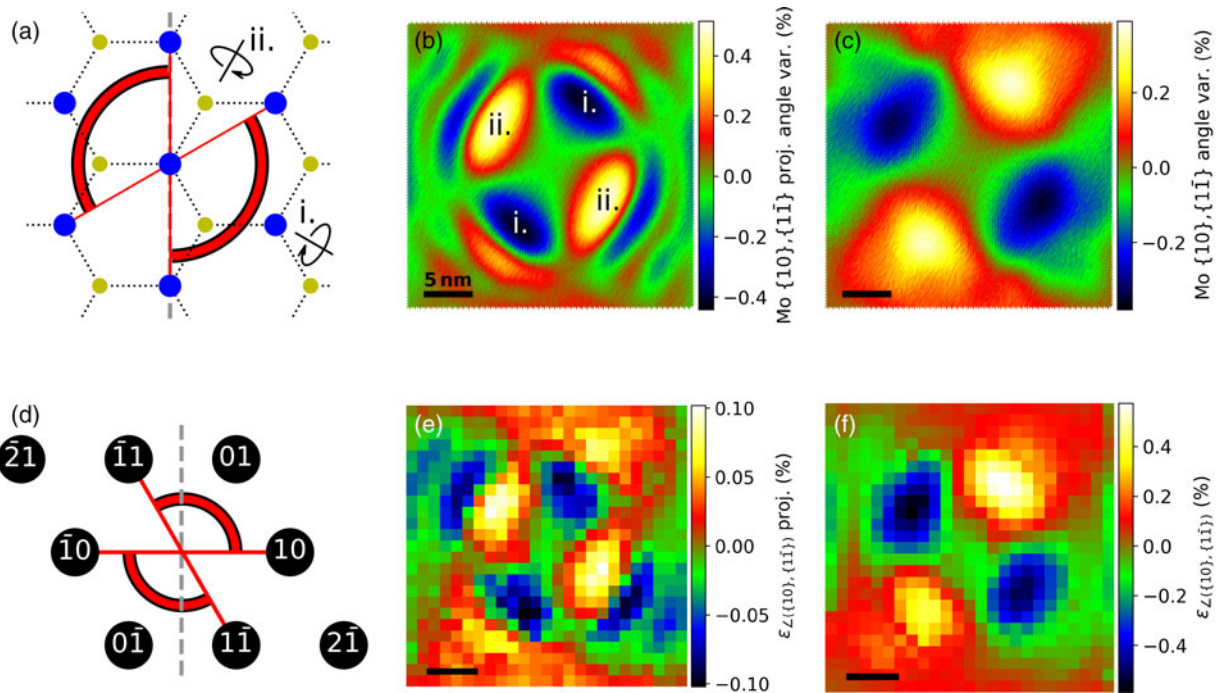 (a)
ii.
i.
(b)
i.
ii.
ii.
i.
5 nm
0.4
0.2
0.0
−0.2
−0.4
Mo {10},{11̄} proj. angle var. (%)
(c)
0.2
0.0
−0.2
Mo {10},{11̄} angle var. (%)
(d)
2̄1
1̄1
01
1̄0
10
01̄
11̄
21̄
(e)
0.10
0.05
0.00
−0.05
−0.10
ε∠({10},{11̄}) proj. (%)
(f)
0.4
0.2
0.0
−0.2
−0.4
ε∠({10},{11̄}) (%)